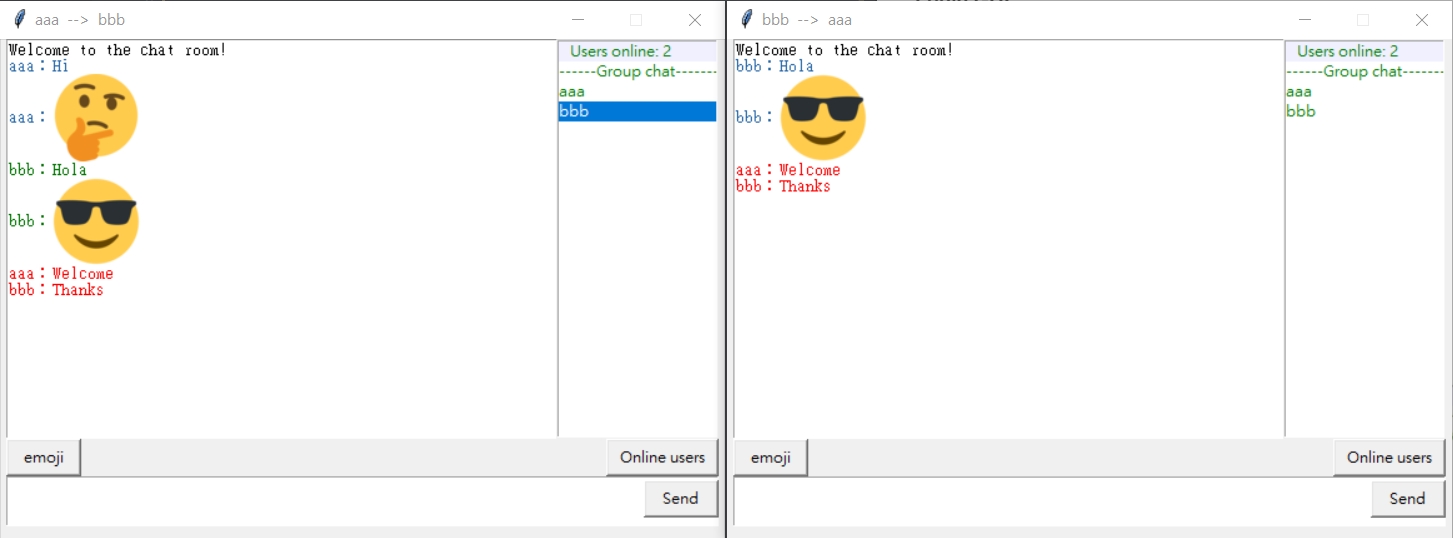 aaa --> bbb
Welcome to the chat room!
aaa：Hi
aaa：
bbb：Hola
bbb：
aaa：Welcome
bbb：Thanks
Users online: 2
------Group chat-------
aaa
bbb
emoji
Online users
Send
bbb --> aaa
Welcome to the chat room!
bbb：Hola
bbb：
aaa：Welcome
bbb：Thanks
Users online: 2
------Group chat-------
aaa
bbb
emoji
Online users
Send